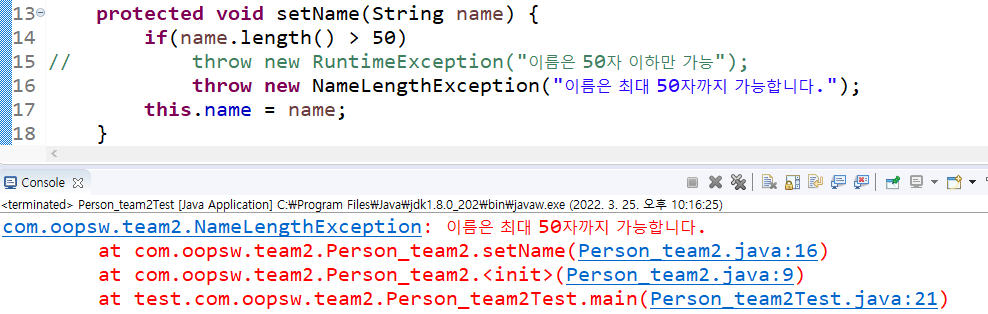 13 protected void setName(String name) {
14 if(name.length() > 50)
15 // throw new RuntimeException("이름은 50자 이하만 가능");
16 throw new NameLengthException("이름은 최대 50자까지 가능합니다.");
17 this.name = name;
18 }
Console
<terminated> Person_team2Test [Java Application] C:₩Program Files₩Java₩jdk1.8.0_202₩bin₩javaw.exe (2022. 3. 25. 오후 10:16:25)
com.oopsw.team2.NameLengthException: 이름은 최대 50자까지 가능합니다.
at com.oopsw.team2.Person_team2.setName(Person_team2.java:16)
at com.oopsw.team2.Person_team2.<init>(Person_team2.java:9)
at test.com.oopsw.team2.Person_team2Test.main(Person_team2Test.java:21)